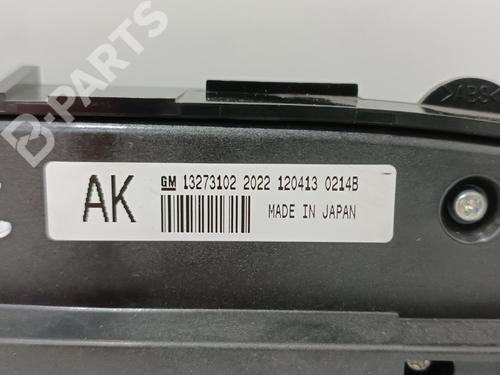 B-PARTS
>ABS<
AK
GM 13273102 2022 120413 0214B
MADE IN JAPAN